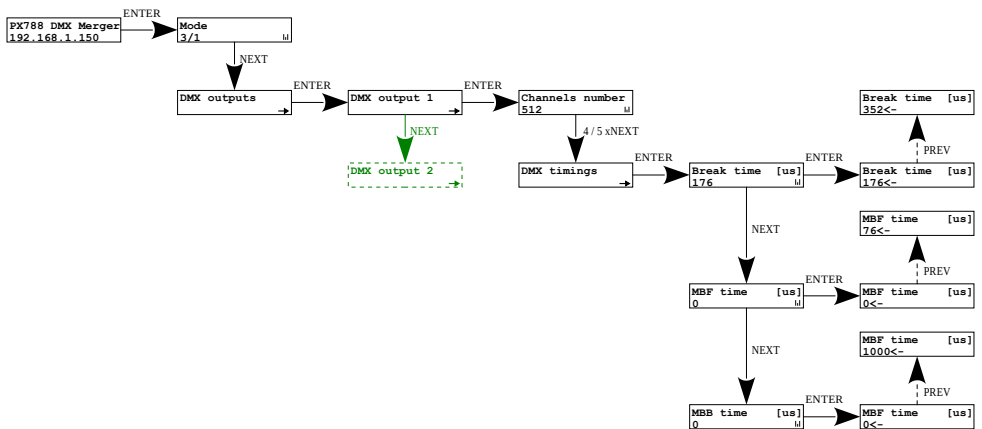 ENTER
PX788 DMX Merger
192.168.1.150
Mode
3/1
NEXT
DMX outputs
ENTER
DMX output 1
ENTER
Channels number
512
Break time [us]
352<-
NEXT
4 / 5 xNEXT
PREV
DMX output 2
DMX timings
ENTER
Break time [us]
176
ENTER
Break time [us]
176<-
MBF time [us]
76<-
NEXT
PREV
MBF time [us]
0
ENTER
MBF time [us]
0<-
MBF time [us]
1000<-
NEXT
PREV
MBB time [us]
0
ENTER
MBF time [us]
0<-